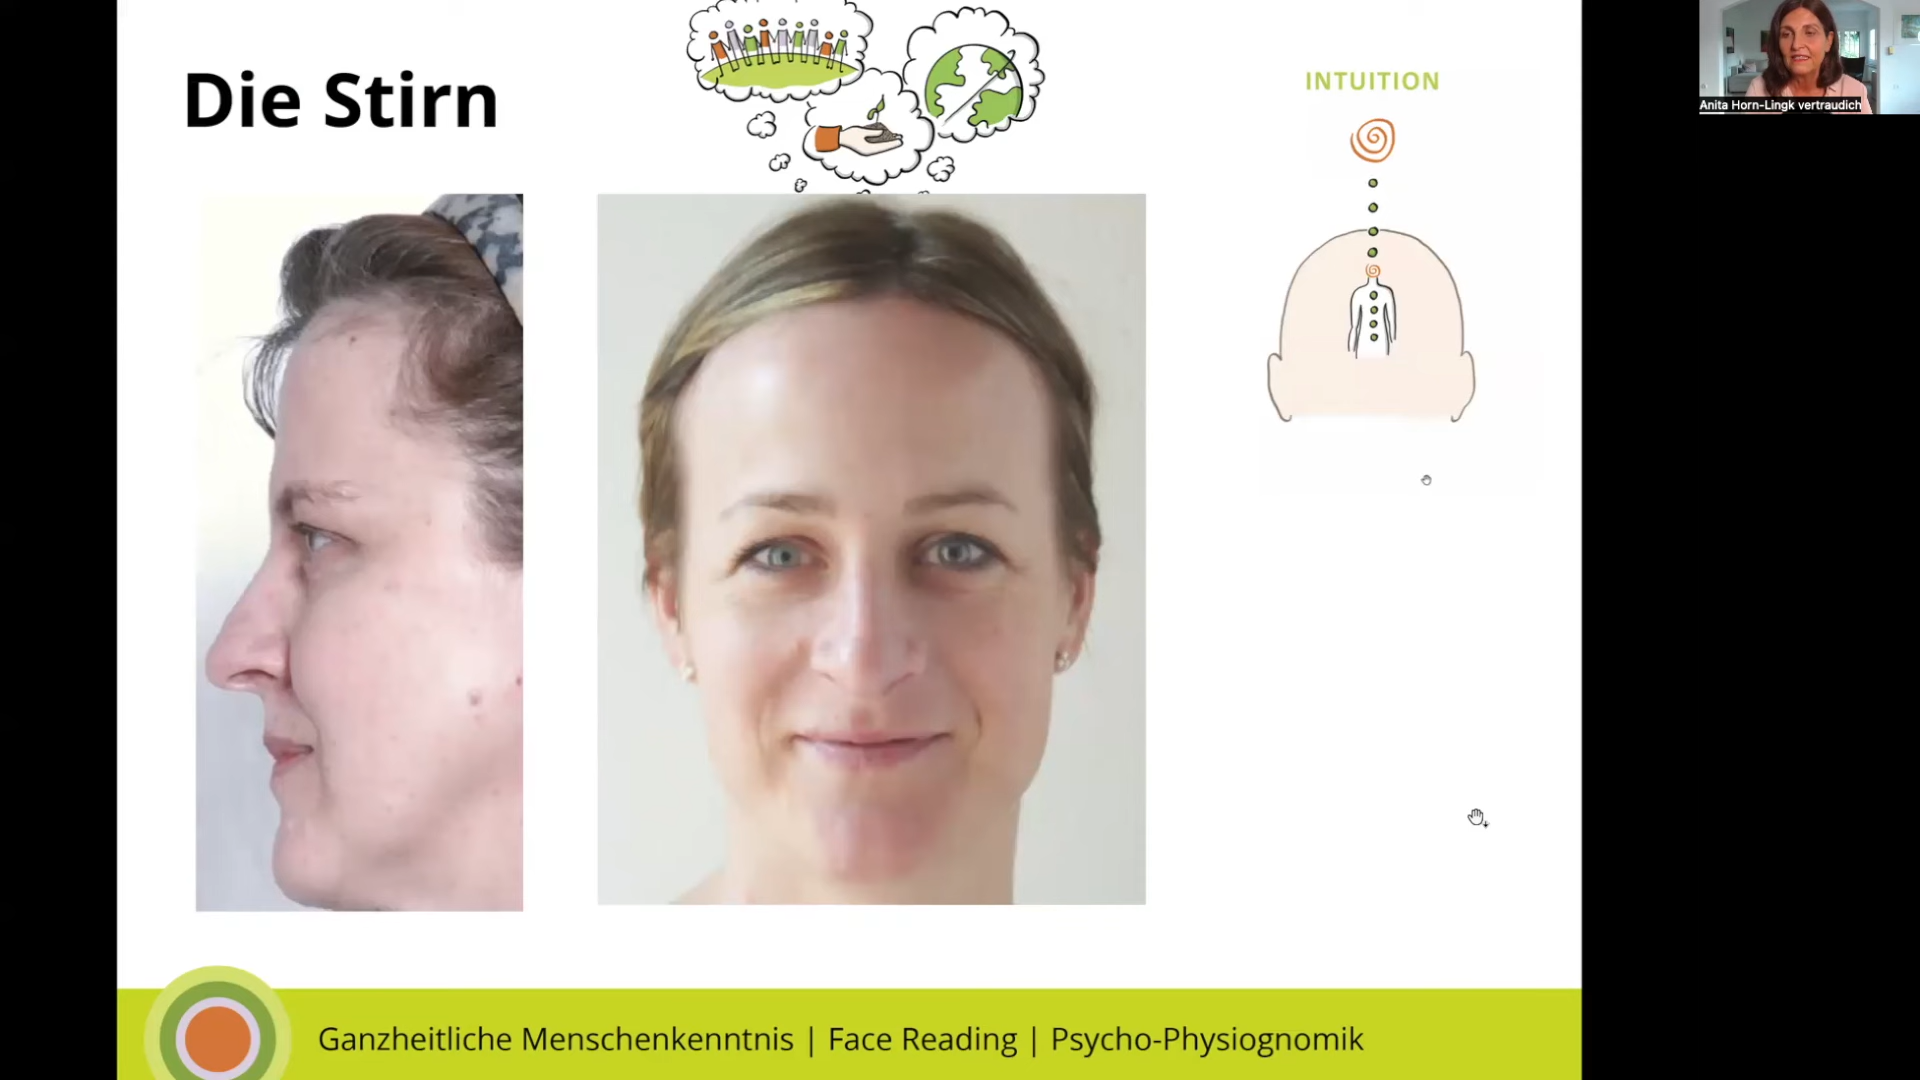 Die Stirn
INTUITION
Anita Horn-Lingk vertraudich
Ganzheitliche Menschenkenntnis | Face Reading | Psycho-Physiognomik